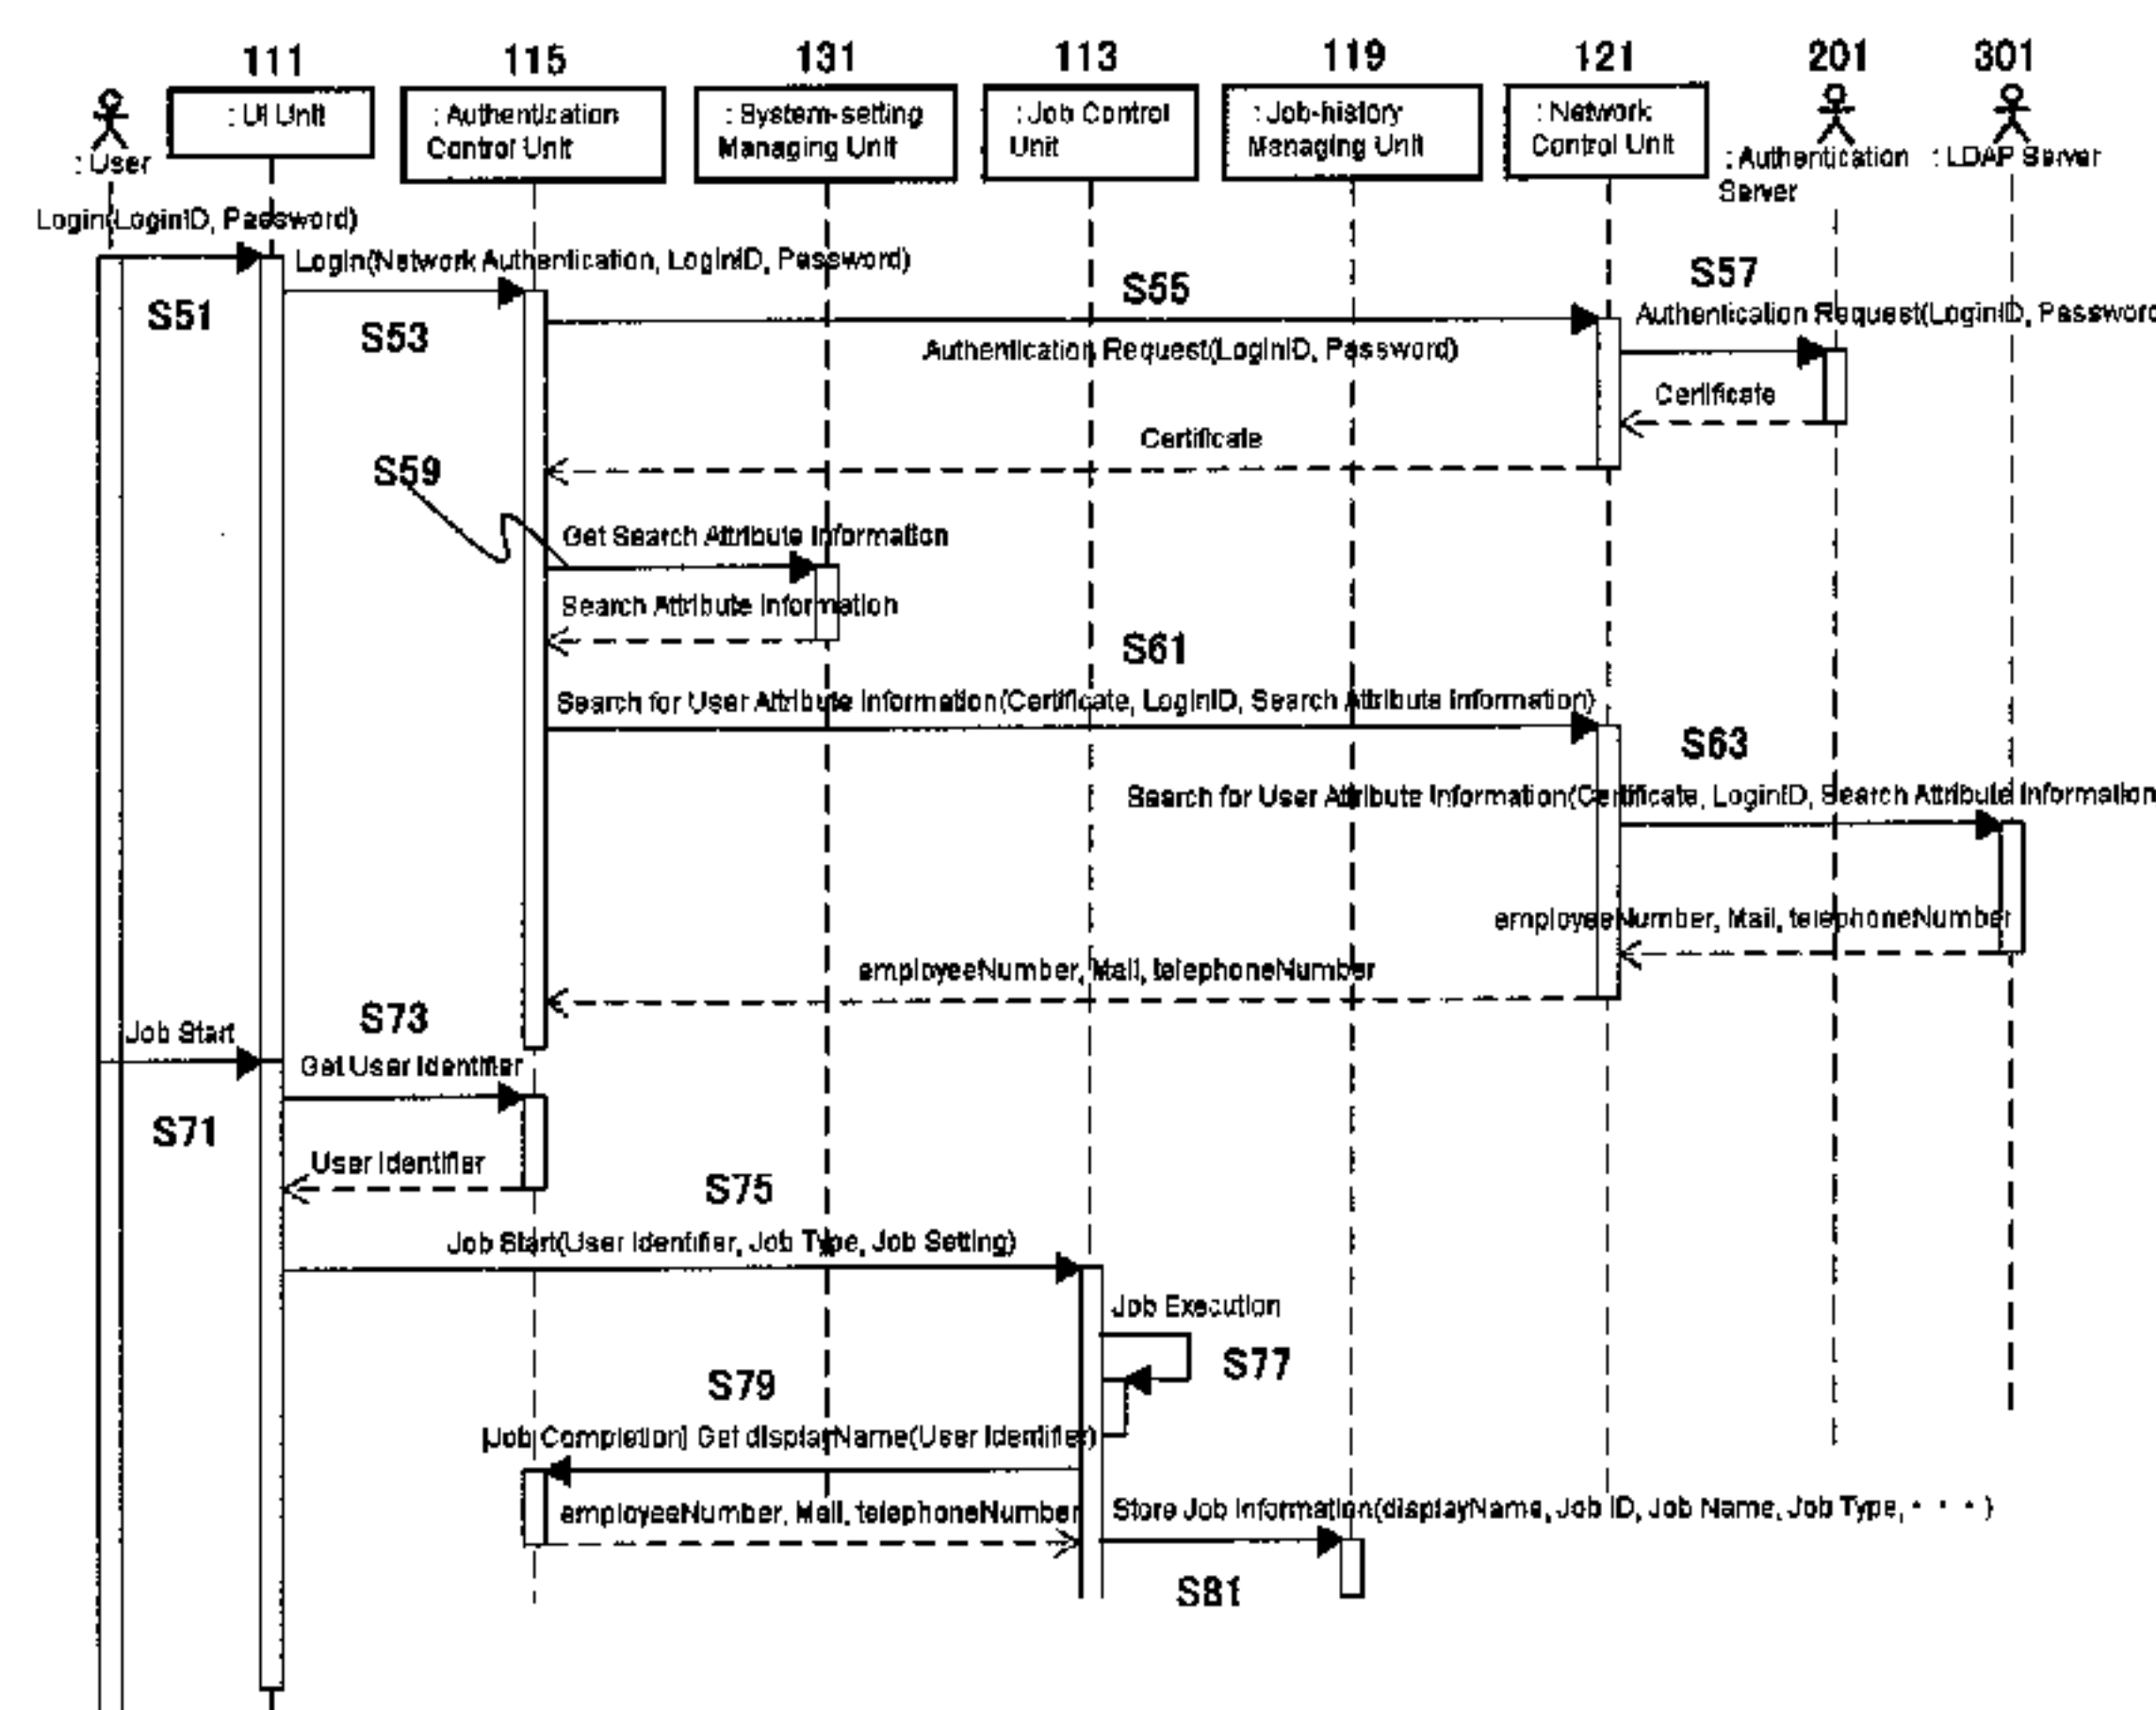 111 115 131 113 119 121 201 301
: User
: UI Unit
: Authentication
Control Unit
: System-setting
Managing Unit
: Job Control
Unit
: Job-history
Managing Unit
: Network
Control Unit
: Authentication
Server
: LDAP Server
Login(LoginID, Password)
S51
Login(Network Authentication, LoginID, Password)
S53
S55
Authentication Request(LoginID, Password)
S57
Authentication Request(LoginID, Password
Certificate
Certificate
S59
Get Search Attribute Information
Search Attribute Information
S61
Search for User Attribute Information(Certificate, LoginID, Search Attribute Information)
S63
Search for User Attribute Information(Certificate, LoginID, Search Attribute Information
employeeNumber, Mail, telephoneNumber
employeeNumber, Mail, telephoneNumber
Job Start
S73
Get User Identifier
S71
User Identifier
S75
Job Start(User Identifier, Job Type, Job Setting)
Job Execution
S77
S79
[Job Completion] Get displayName(User Identifier)
employeeNumber, Mail, telephoneNumber
Store Job Information(displayName, Job ID, Job Name, Job Type, ・・・)
S81